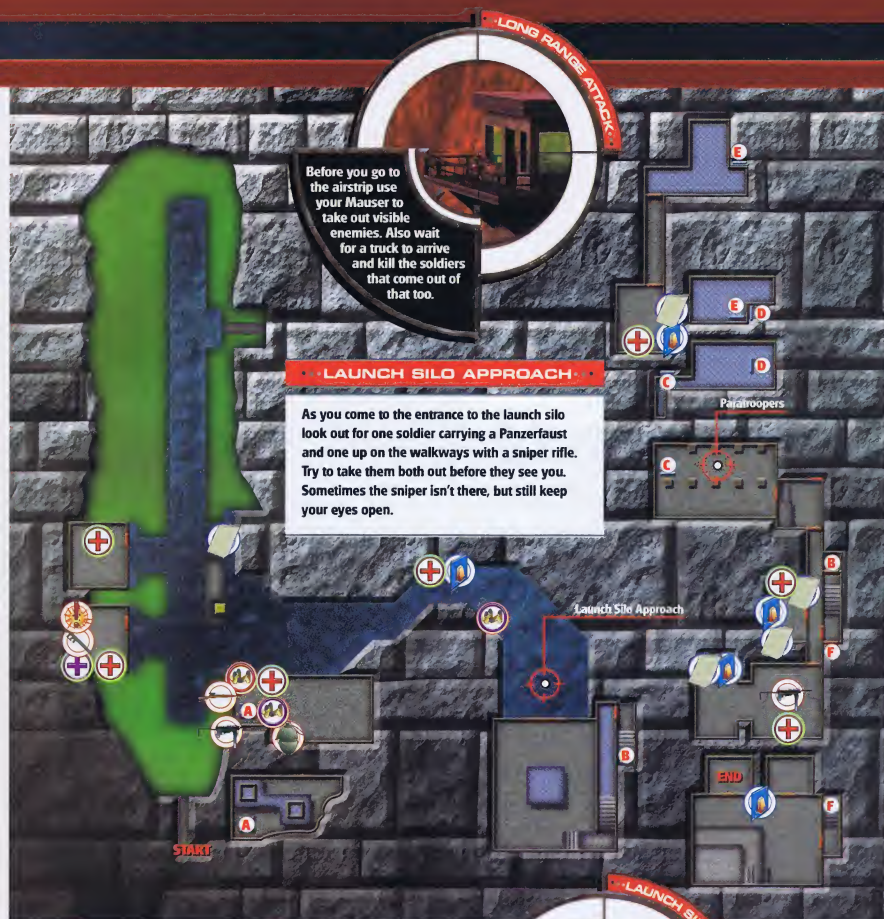 LONG RANGE ATTACK
Before you go to
the airstrip use
your Mauser to
take out visible
enemies. Also wait
for a truck to arrive
and kill the soldiers
that come out of
that too.
LAUNCH SILO APPROACH
As you come to the entrance to the launch silo
look out for one soldier carrying a Panzerfaust
and one up on the walkways with a sniper rifle.
Try to take them both out before they see you.
Sometimes the sniper isn't there, but still keep
your eyes open.
E
E
D
D
C
Paratroopers
C
B
Launch Silo Approach
F
A
B
END
F
A
START
LAUNCH